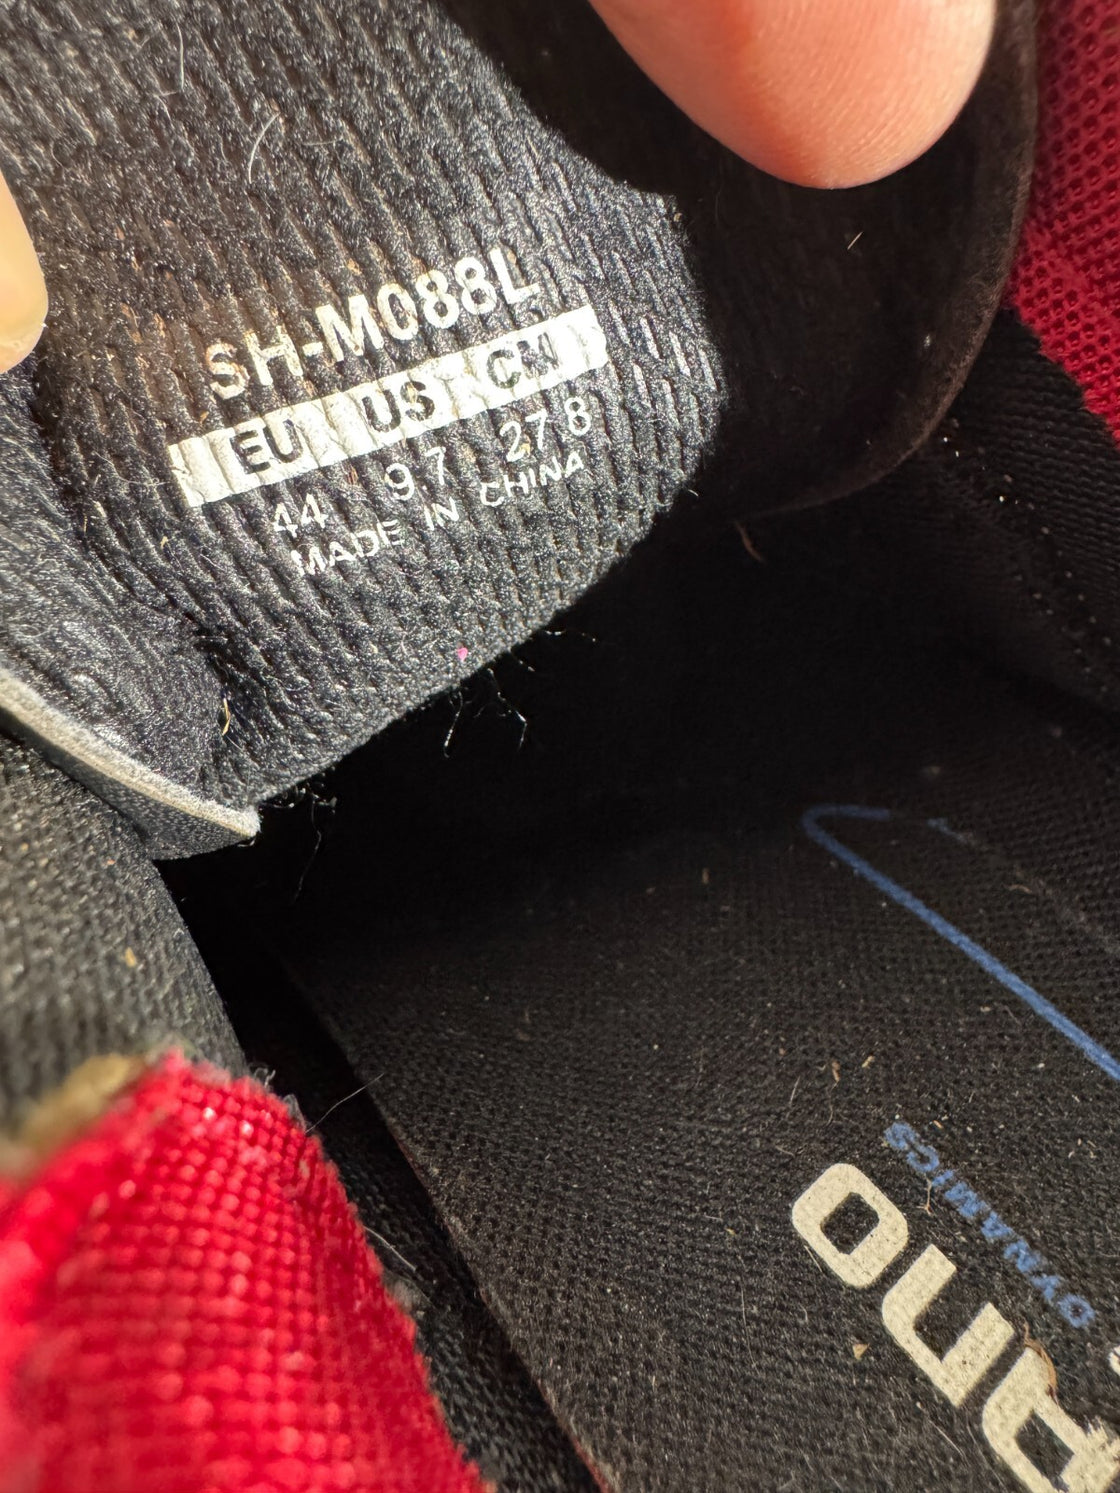 SH-M088L
EU US CM
44 9.7 27.8
MADE IN CHINA
DYNAMICS